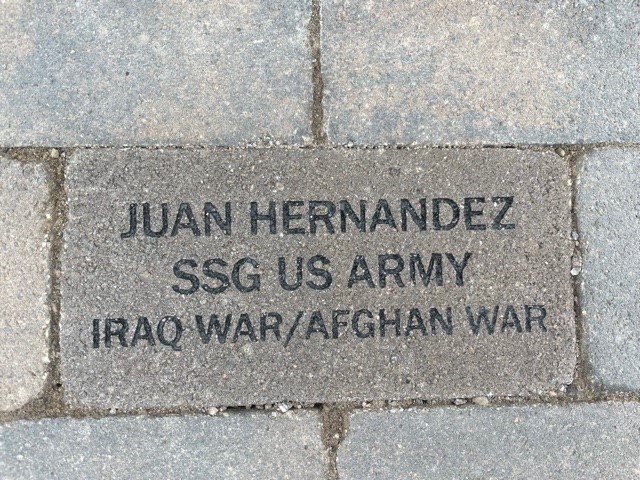 JUAN HERNANDEZ
SSG US ARMY
IRAQ WAR/AFGHAN WAR